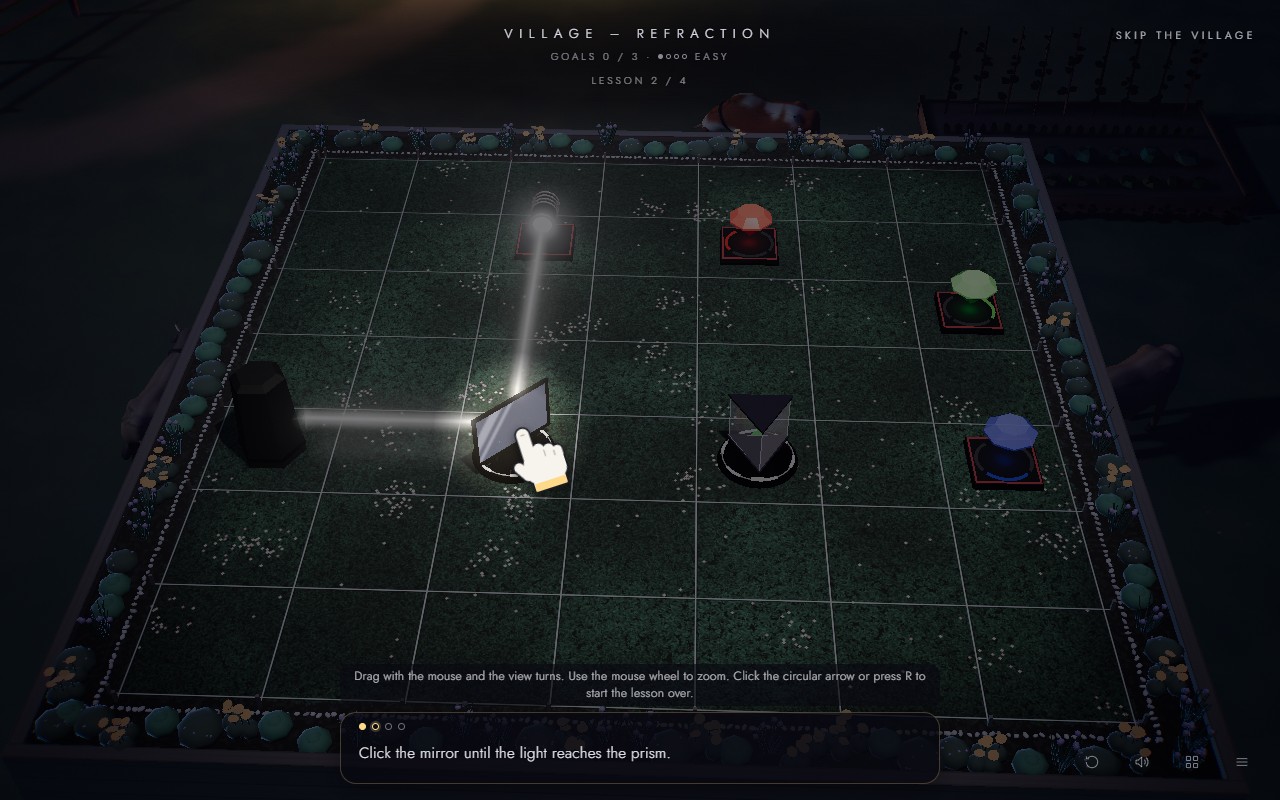 VILLAGE – REFRACTION
SKIP THE VILLAGE
GOALS 0 / 3 · EASY
LESSON 2 / 4
Drag with the mouse and the view turns. Use the mouse wheel to zoom. Click the circular arrow or press R to
start the lesson over.
Click the mirror until the light reaches the prism.